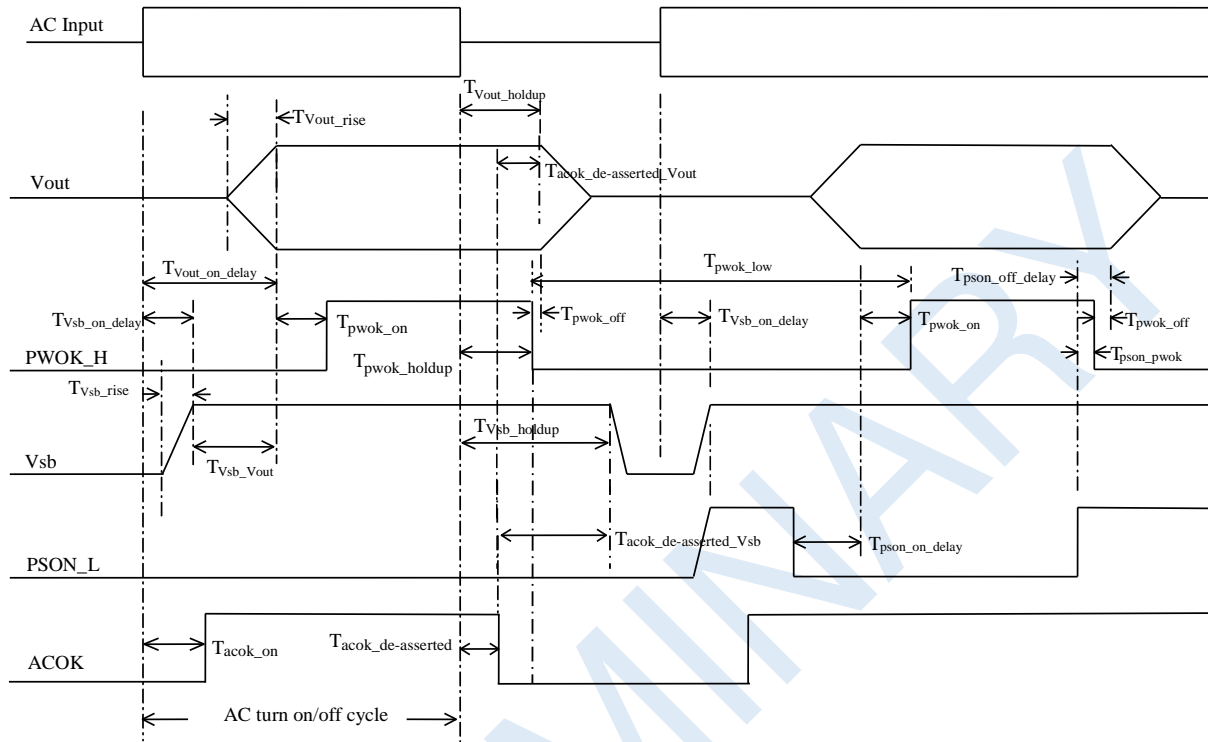 AC Input
TVout_holdup
TVout_rise
Tacok_de-asserted_Vout
Vout
TVout_on_delay
Tpwok_low
Tpson_off_delay
TVsb_on_delay
Tpwok_on
Tpwok_off
TVsb_on_delay
Tpwok_on
Tpwok_off
PWOK_H
Tpwok_holdup
Tpson_pwok
TVsb_rise
TVsb_holdup
Vsb
TVsb_Vout
Tacok_de-asserted_Vsb
Tpson_on_delay
PSON_L
Tacok_on
Tacok_de-asserted
ACOK
AC turn on/off cycle
MINARY